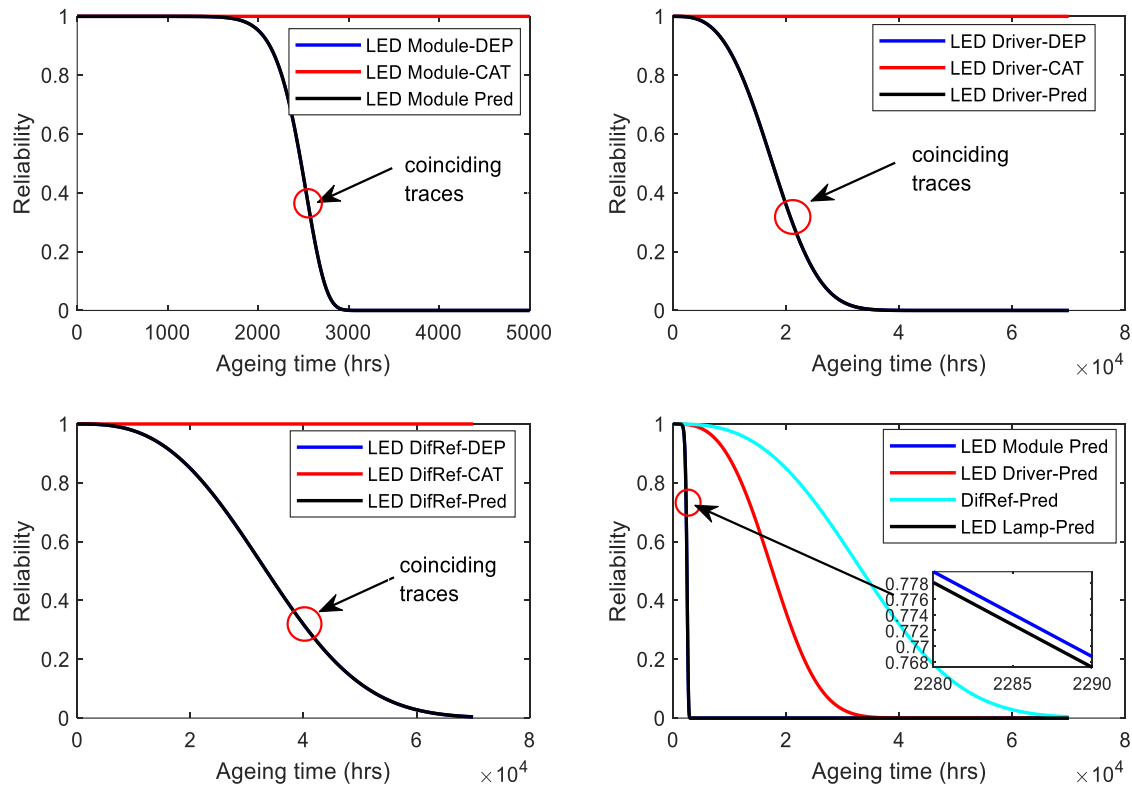 1
0.8
0.6
0.4
0.2
0
Reliability
0
1000
2000
3000
4000
5000
Ageing time (hrs)
LED Module-DEP
LED Module-CAT
LED Module Pred
coinciding
traces
1
0.8
0.6
0.4
0.2
0
Reliability
0
2
4
6
8
×10⁴
Ageing time (hrs)
LED Driver-DEP
LED Driver-CAT
LED Driver-Pred
coinciding
traces
1
0.8
0.6
0.4
0.2
0
Reliability
0
2
4
6
8
×10⁴
Ageing time (hrs)
LED DifRef-DEP
LED DifRef-CAT
LED DifRef-Pred
coinciding
traces
1
0.8
0.6
0.4
0.2
0
Reliability
0
2
4
6
8
×10⁴
Ageing time (hrs)
LED Module Pred
LED Driver-Pred
DifRef-Pred
LED Lamp-Pred
0.778
0.776
0.774
0.772
0.77
0.768
2280
2285
2290